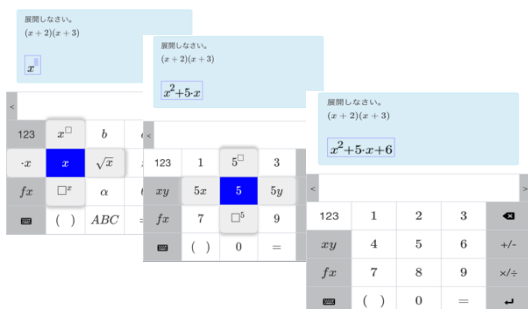 展開しなさい。
(x + 2)(x + 3)
x□
<
123 x□ b
·x x √x
fx □ˣ α
( ) ABC =
展開しなさい。
(x + 2)(x + 3)
x²+5·x
<
123 1 5□ 3
xy 5x 5 5y
fx 7 □⁵ 9
( ) 0 =
展開しなさい。
(x + 2)(x + 3)
x²+5·x+6
< >
123 1 2 3
xy 4 5 6 +/-
fx 7 8 9 ×/÷
( ) 0 =